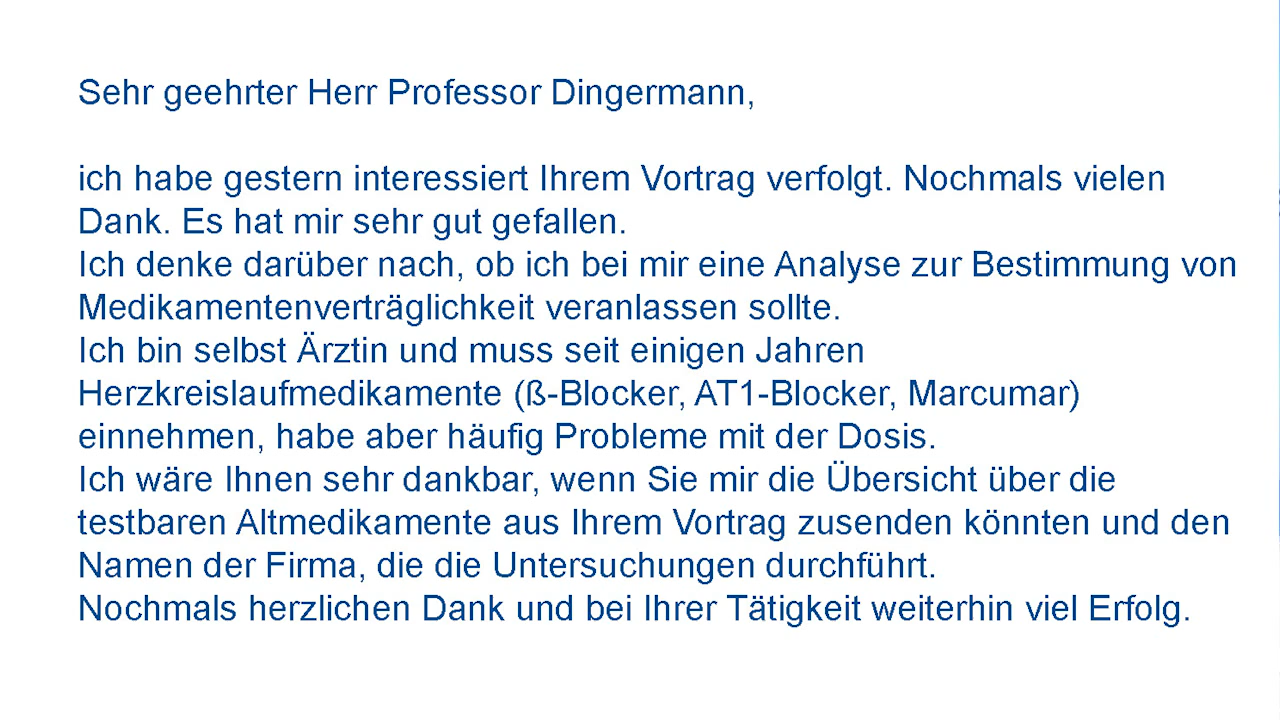 Sehr geehrter Herr Professor Dingermann,
ich habe gestern interessiert Ihrem Vortrag verfolgt. Nochmals vielen
Dank. Es hat mir sehr gut gefallen.
Ich denke darüber nach, ob ich bei mir eine Analyse zur Bestimmung von
Medikamentenverträglichkeit veranlassen sollte.
Ich bin selbst Ärztin und muss seit einigen Jahren
Herzkreislaufmedikamente (ß-Blocker, AT1-Blocker, Marcumar)
einnehmen, habe aber häufig Probleme mit der Dosis.
Ich wäre Ihnen sehr dankbar, wenn Sie mir die Übersicht über die
testbaren Altmedikamente aus Ihrem Vortrag zusenden könnten und den
Namen der Firma, die die Untersuchungen durchführt.
Nochmals herzlichen Dank und bei Ihrer Tätigkeit weiterhin viel Erfolg.